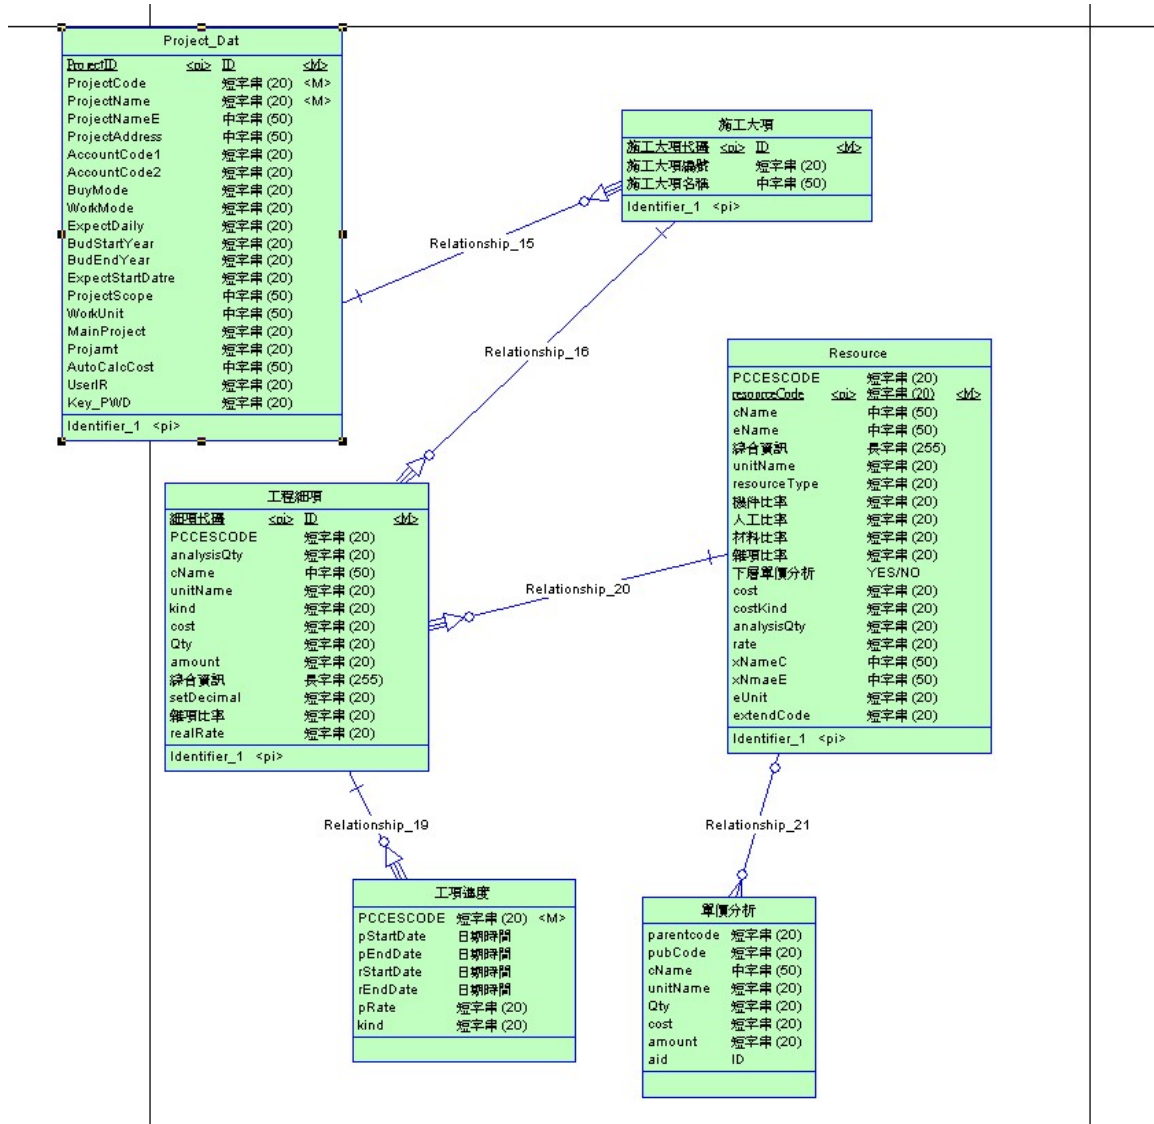 Project_Dat
ProjectID <pi> ID <M>
ProjectCode 短字串 (20) <M>
ProjectName 短字串 (20) <M>
ProjectNameE 中字串 (50)
ProjectAddress 中字串 (50)
AccountCode1 短字串 (20)
AccountCode2 短字串 (20)
BuyMode 短字串 (20)
WorkMode 短字串 (20)
ExpectDaily 短字串 (20)
BudStartYear 短字串 (20)
BudEndYear 短字串 (20)
ExpectStartDatre 短字串 (20)
ProjectScope 中字串 (50)
WorkUnit 中字串 (50)
MainProject 短字串 (20)
Projamt 短字串 (20)
AutoCalcCost 中字串 (50)
UserIR 短字串 (20)
Key_PWD 短字串 (20)
Identifier_1 <pi>
施工大項
施工大項代碼 <pi> ID <M>
施工大項編號 短字串 (20)
施工大項名稱 中字串 (50)
Identifier_1 <pi>
Relationship_15
Relationship_16
Resource
PCCESCODE 短字串 (20)
resourceCode <pi> 短字串 (20) <M>
cName 中字串 (50)
eName 中字串 (50)
綜合資訊 長字串 (255)
unitName 短字串 (20)
resourceType 短字串 (20)
機件比率 短字串 (20)
人工比率 短字串 (20)
材料比率 短字串 (20)
雜項比率 短字串 (20)
下層單價分析 YES/NO
cost 短字串 (20)
costKind 短字串 (20)
analysisQty 短字串 (20)
rate 短字串 (20)
xNameC 中字串 (50)
xNmaeE 中字串 (50)
eUnit 短字串 (20)
extendCode 短字串 (20)
Identifier_1 <pi>
工程細項
細項代碼 <pi> ID <M>
PCCESCODE 短字串 (20)
analysisQty 短字串 (20)
cName 中字串 (50)
unitName 短字串 (20)
kind 短字串 (20)
cost 短字串 (20)
Qty 短字串 (20)
amount 短字串 (20)
綜合資訊 長字串 (255)
setDecimal 短字串 (20)
雜項比率 短字串 (20)
realRate 短字串 (20)
Identifier_1 <pi>
Relationship_20
Relationship_19
Relationship_21
工項進度
PCCESCODE 短字串 (20) <M>
pStartDate 日期時間
pEndDate 日期時間
rStartDate 日期時間
rEndDate 日期時間
pRate 短字串 (20)
kind 短字串 (20)
單價分析
parentcode 短字串 (20)
pubCode 短字串 (20)
cName 中字串 (50)
unitName 短字串 (20)
Qty 短字串 (20)
cost 短字串 (20)
amount 短字串 (20)
aid ID